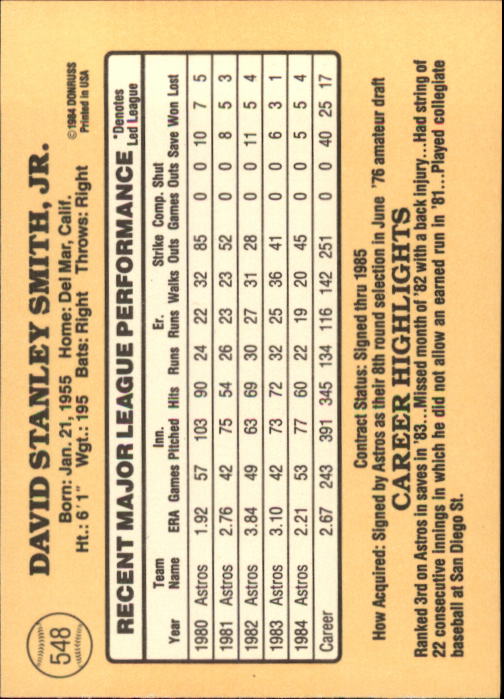 548
DAVID STANLEY SMITH, JR.
Born: Jan. 21, 1955 Home: Del Mar, Calif.
Ht.: 6' 1" Wgt.: 195 Bats: Right Throws: Right
©1984 DONRUSS
Printed in USA
RECENT MAJOR LEAGUE PERFORMANCE
*Denotes
Led League
Year Team Name ERA Games Inn. Pitched Hits Runs Er. Runs Walks Strike Outs Comp. Games Shut Outs Save Won Lost
1980 Astros 1.92 57 103 90 24 22 32 85 0 0 10 7 5
1981 Astros 2.76 42 75 54 26 23 23 52 0 0 8 5 3
1982 Astros 3.84 49 63 69 30 27 31 28 0 0 11 5 4
1983 Astros 3.10 42 73 72 32 25 36 41 0 0 6 3 1
1984 Astros 2.21 53 77 60 22 19 20 45 0 0 5 5 4
Career 2.67 243 391 345 134 116 142 251 0 0 40 25 17
Contract Status: Signed thru 1985
How Acquired: Signed by Astros as their 8th round selection in June '76 amateur draft
CAREER HIGHLIGHTS
Ranked 3rd on Astros in saves in '83...Missed month of '82 with a back injury...Had string of
22 consecutive innings in which he did not allow an earned run in '81...Played collegiate
baseball at San Diego St.